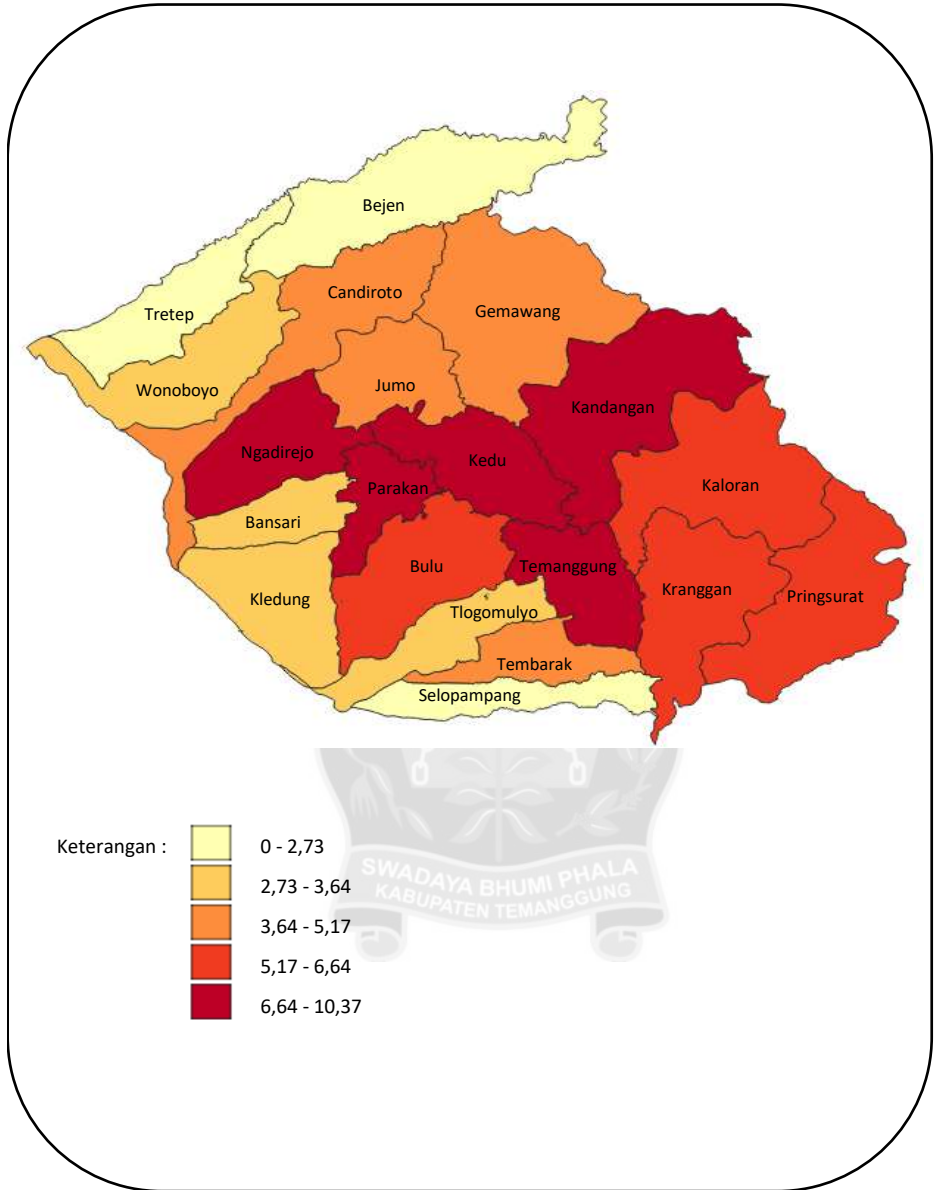 Bejen
Candiroto
Gemawang
Tretep
Wonoboyo
Jumo
Kandangan
Ngadirejo
Kedu
Parakan
Kaloran
Bansari
Bulu
Temanggung
Kledung
Kranggan
Pringsurat
Tlogomulyo
Tembarak
Selopampang
Keterangan :
0 - 2,73
2,73 - 3,64
3,64 - 5,17
5,17 - 6,64
6,64 - 10,37
SWADAYA BHUMI PHALA
KABUPATEN TEMANGGUNG